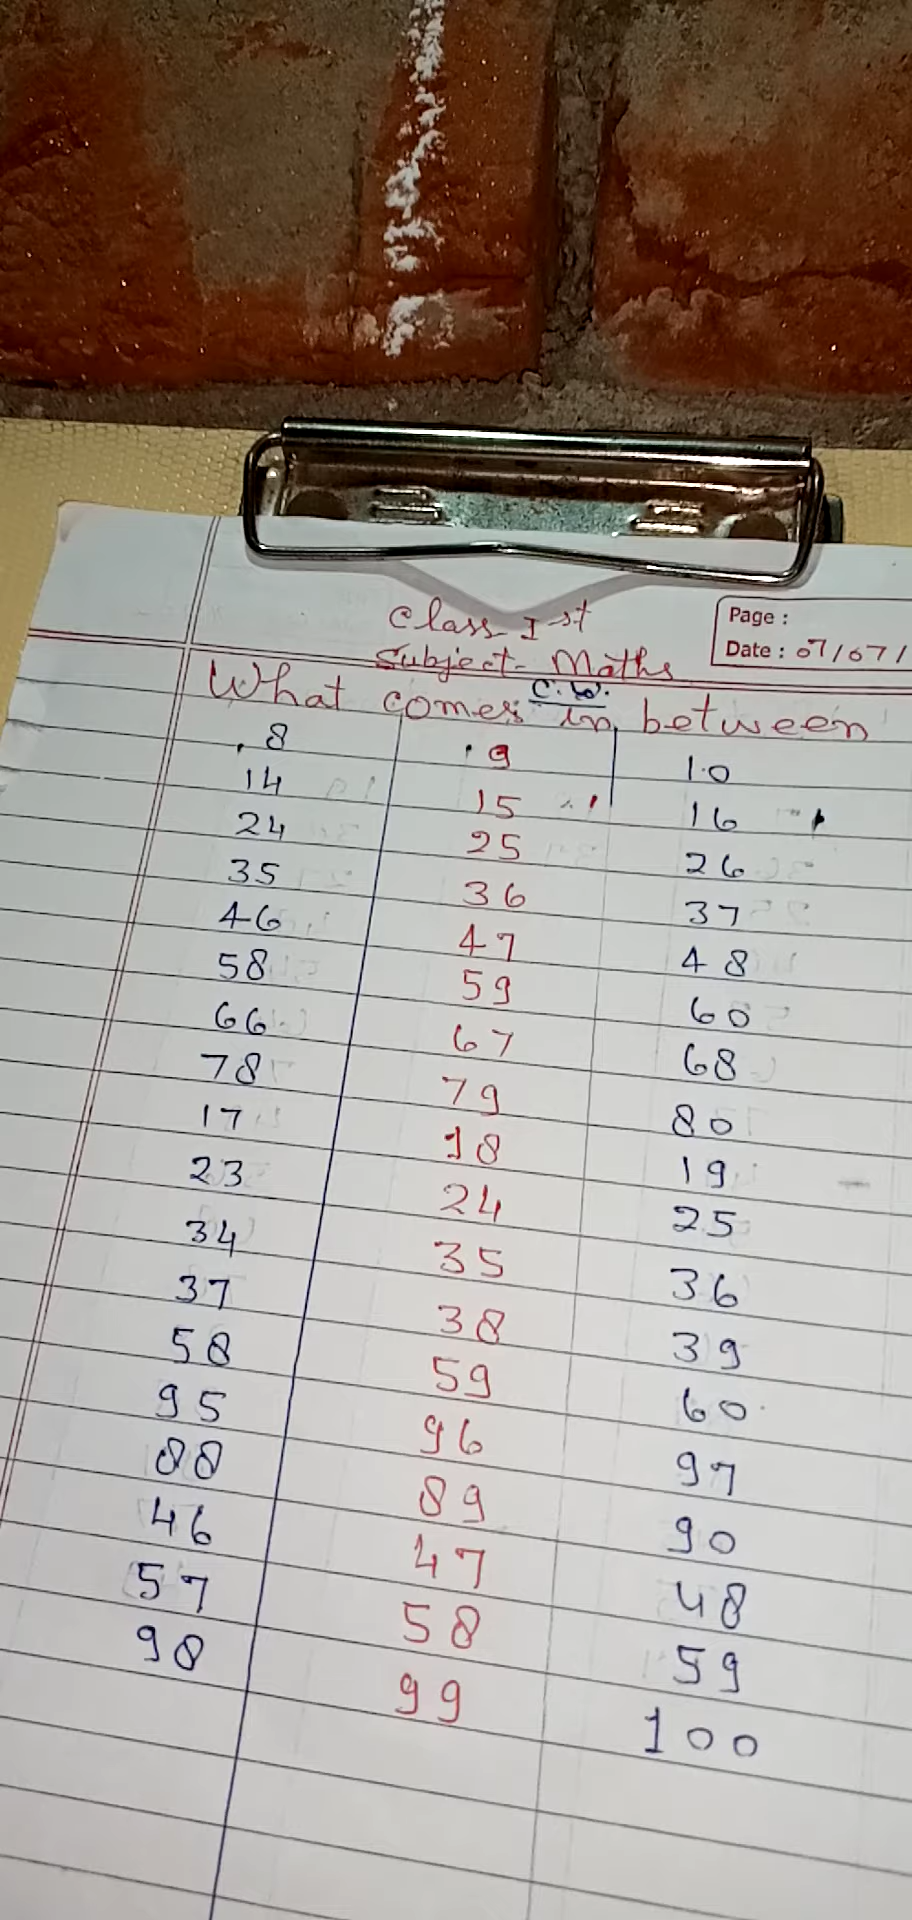 Class Ist
Page :
Subject- Maths
Date : 07/07/
C.W.
What comes in between
8 9 10
14 15 16
24 25 26
35 36 37
46 47 48
58 59 60
66 67 68
78 79 80
17 18 19
23 24 25
34 35 36
37 38 39
58 59 60
95 96 97
88 89 90
46 47 48
57 58 59
98 99 100